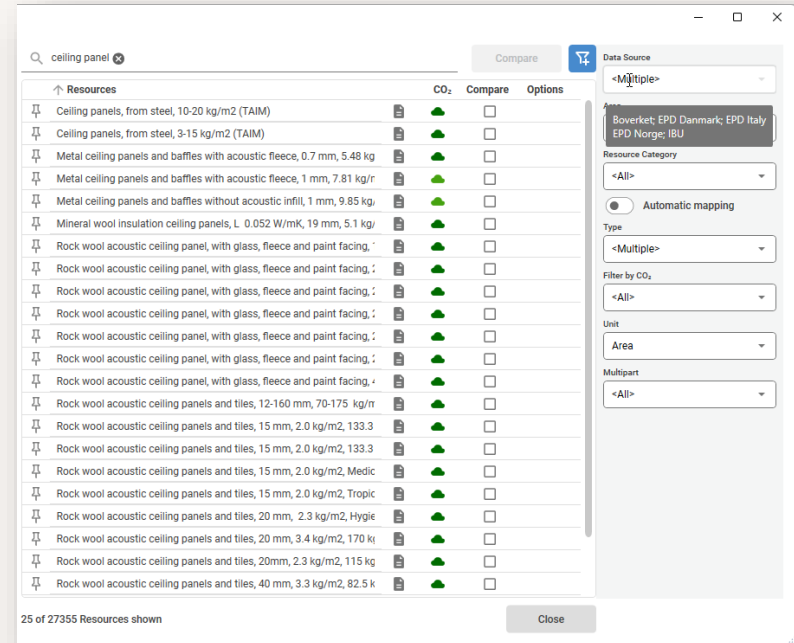 ceiling panel
Compare
Data Source
<Multiple>
Boverket; EPD Danmark; EPD Italy
EPD Norge; IBU
Resources CO₂ Compare Options
Ceiling panels, from steel, 10-20 kg/m2 (TAIM)
Ceiling panels, from steel, 3-15 kg/m2 (TAIM)
Metal ceiling panels and baffles with acoustic fleece, 0.7 mm, 5.48 kg
Metal ceiling panels and baffles with acoustic fleece, 1 mm, 7.81 kg/
Metal ceiling panels and baffles without acoustic infill, 1 mm, 9.85 kg/
Mineral wool insulation ceiling panels, L 0.052 W/mK, 19 mm, 5.1 kg/
Rock wool acoustic ceiling panel, with glass, fleece and paint facing,
Rock wool acoustic ceiling panel, with glass, fleece and paint facing, 2
Rock wool acoustic ceiling panel, with glass, fleece and paint facing, 2
Rock wool acoustic ceiling panel, with glass, fleece and paint facing, 2
Rock wool acoustic ceiling panel, with glass, fleece and paint facing, 2
Rock wool acoustic ceiling panel, with glass, fleece and paint facing, 2
Rock wool acoustic ceiling panel, with glass, fleece and paint facing, 4
Rock wool acoustic ceiling panels and tiles, 12-160 mm, 70-175 kg/m
Rock wool acoustic ceiling panels and tiles, 15 mm, 2.0 kg/m2, 133.3
Rock wool acoustic ceiling panels and tiles, 15 mm, 2.0 kg/m2, 133.3
Rock wool acoustic ceiling panels and tiles, 15 mm, 2.0 kg/m2, Medic
Rock wool acoustic ceiling panels and tiles, 15 mm, 2.0 kg/m2, Tropic
Rock wool acoustic ceiling panels and tiles, 20 mm, 2.3 kg/m2, Hygie
Rock wool acoustic ceiling panels and tiles, 20 mm, 3.4 kg/m2, 170 kg
Rock wool acoustic ceiling panels and tiles, 20mm, 2.3 kg/m2, 115 kg
Rock wool acoustic ceiling panels and tiles, 40 mm, 3.3 kg/m2, 82.5 k
Resource Category
<All>
Automatic mapping
Type
<Multiple>
Filter by CO₂
<All>
Unit
Area
Multipart
<All>
25 of 27355 Resources shown
Close